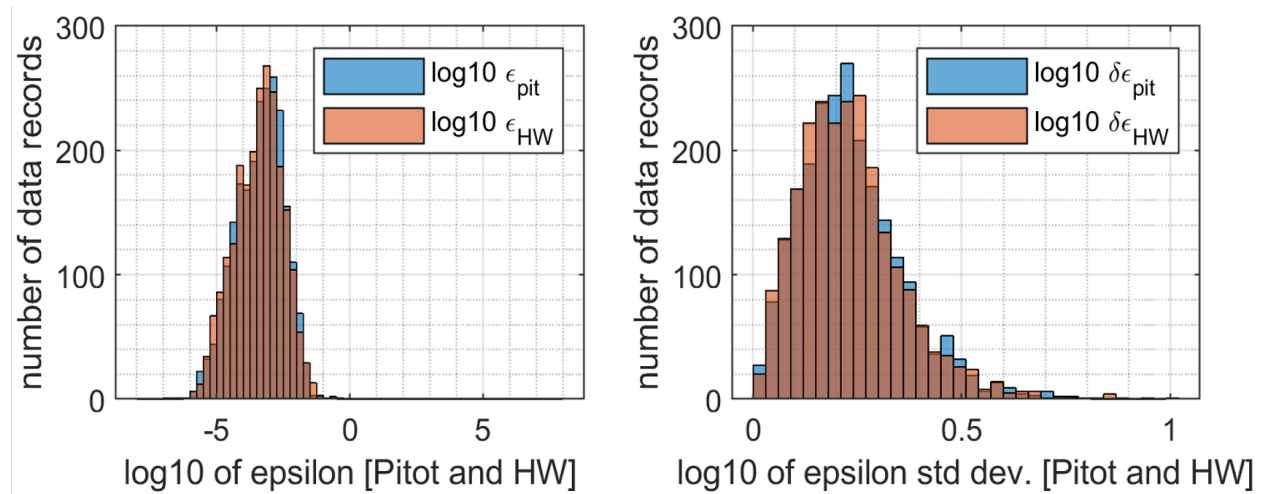 300
200
100
0
number of data records
log10 ϵpit
log10 ϵHW
-5 0 5
log10 of epsilon [Pitot and HW]
300
200
100
0
number of data records
log10 δϵpit
log10 δϵHW
0 0.5 1
log10 of epsilon std dev. [Pitot and HW]